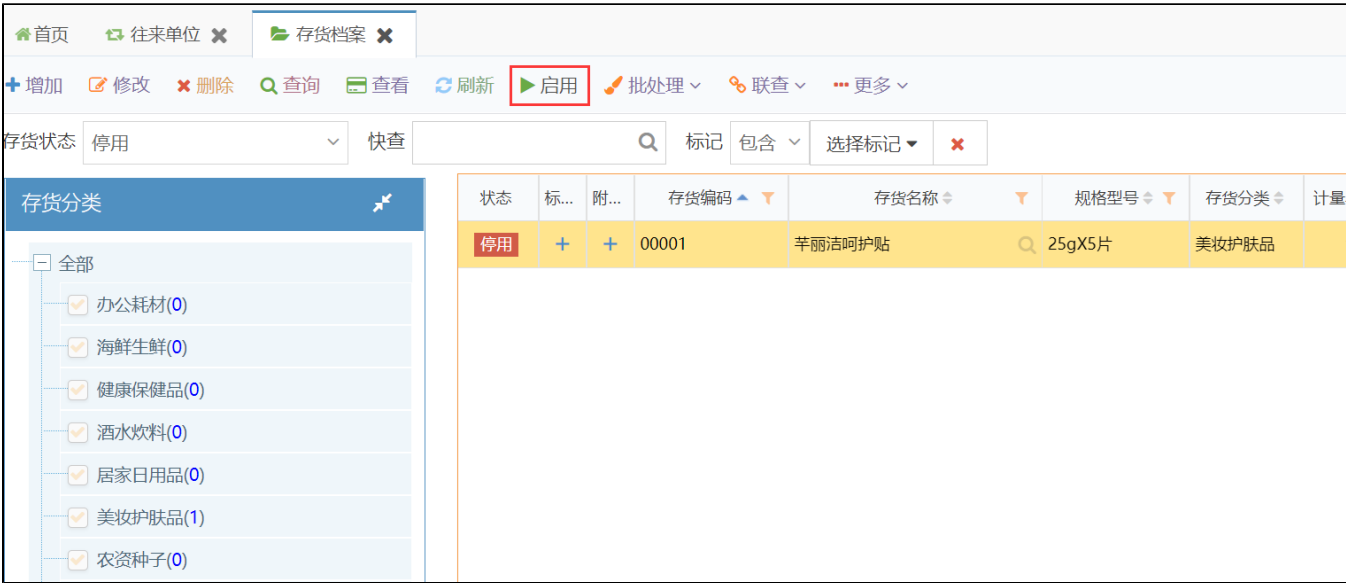 首页 往来单位 存货档案
增加 修改 删除 查询 查看 刷新 启用 批处理 联查 更多
存货状态 停用 快查 标记 包含 选择标记
存货分类
状态 标... 附... 存货编码 存货名称 规格型号 存货分类 计量
停用 00001 芊丽洁呵护贴 25gX5片 美妆护肤品
全部
办公耗材(0)
海鲜生鲜(0)
健康保健品(0)
酒水炊料(0)
居家日用品(0)
美妆护肤品(1)
农资种子(0)